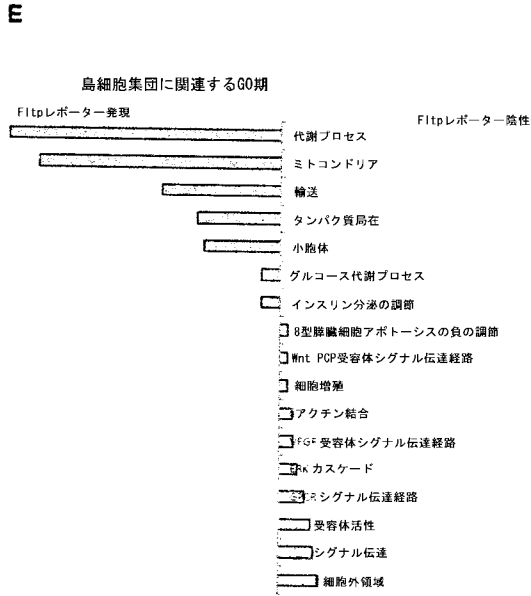 E
島細胞集団に関連するGO期
Fltpレポーター発現
Fltpレポーター陰性
代謝プロセス
ミトコンドリア
輸送
タンパク質局在
小胞体
グルコース代謝プロセス
インスリン分泌の調節
8型膵臓細胞アポトーシスの負の調節
Wnt PCP受容体シグナル伝達経路
細胞増殖
アクチン結合
受容体シグナル伝達経路
カスケード
シグナル伝達経路
受容体活性
シグナル伝達
細胞外領域